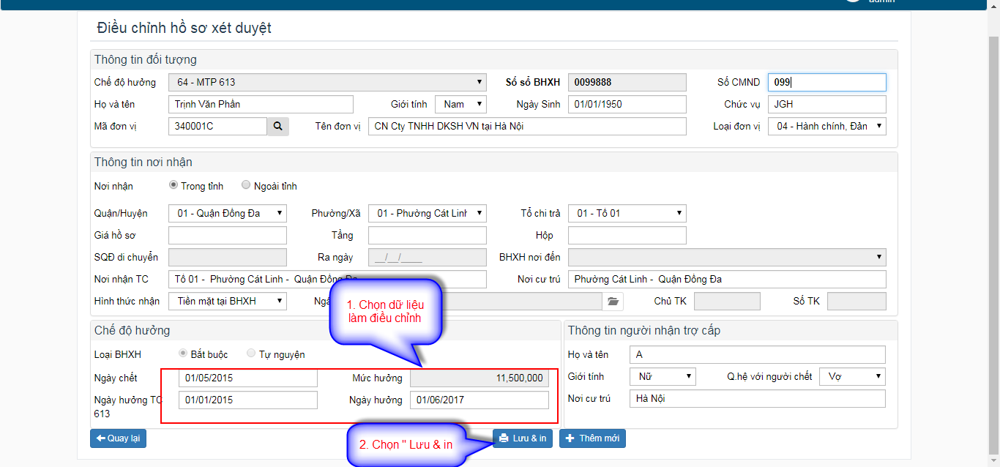 admin
Điều chỉnh hồ sơ xét duyệt
Thông tin đối tượng
Chế độ hưởng 64 - MTP 613 Số sổ BHXH 0099888 Số CMND 099
Họ và tên Trịnh Văn Phần Giới tính Nam Ngày Sinh 01/01/1950 Chức vụ JGH
Mã đơn vị 340001C Tên đơn vị CN Cty TNHH DKSH VN tại Hà Nội Loại đơn vị 04 - Hành chính, Đản
Thông tin nơi nhận
Nơi nhận Trong tỉnh Ngoài tỉnh
Quận/Huyện 01 - Quận Đống Đa Phường/Xã 01 - Phường Cát Linh Tổ chi trả 01 - Tổ 01
Giá hồ sơ Tầng Hộp
SQĐ di chuyển Ra ngày __/__/____ BHXH nơi đến
Nơi nhận TC Tổ 01 - Phường Cát Linh - Quận Đống Đa Nơi cư trú Phường Cát Linh - Quận Đống Đa
Hình thức nhận Tiền mặt tại BHXH Chủ TK Số TK
1. Chọn dữ liệu
làm điều chỉnh
Chế độ hưởng
Loại BHXH Bắt buộc Tự nguyện
Ngày chết 01/05/2015 Mức hưởng 11,500,000
Ngày hưởng TC 01/01/2015 Ngày hưởng 01/06/2017
613
Thông tin người nhận trợ cấp
Họ và tên A
Giới tính Nữ Q.hệ với người chết Vợ
Nơi cư trú Hà Nội
Quay lại
2. Chọn " Lưu & in
Lưu & in
Thêm mới